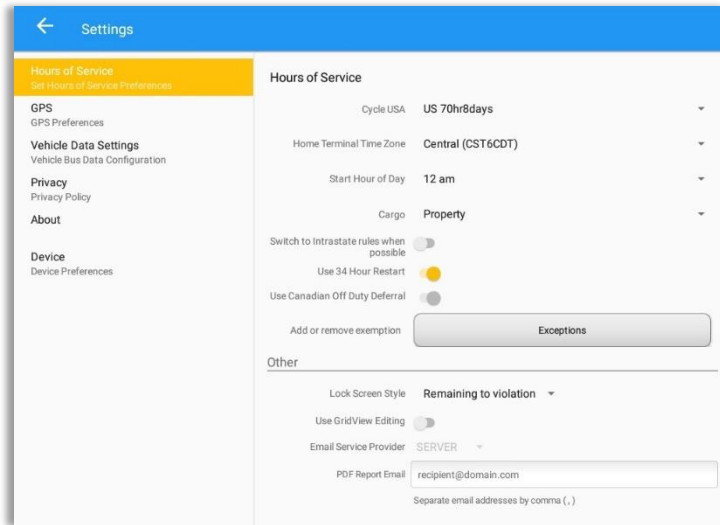 Settings
Hours of Service
Set Hours of Service Preferences
GPS
GPS Preferences
Vehicle Data Settings
Vehicle Bus Data Configuration
Privacy
Privacy Policy
About
Device
Device Preferences
Hours of Service
Cycle USA US 70hr8days
Home Terminal Time Zone Central (CST6CDT)
Start Hour of Day 12 am
Cargo Property
Switch to Intrastate rules when
possible
Use 34 Hour Restart
Use Canadian Off Duty Deferral
Add or remove exemption Exceptions
Other
Lock Screen Style Remaining to violation
Use GridView Editing
Email Service Provider SERVER
PDF Report Email recipient@domain.com
Separate email addresses by comma ( , )